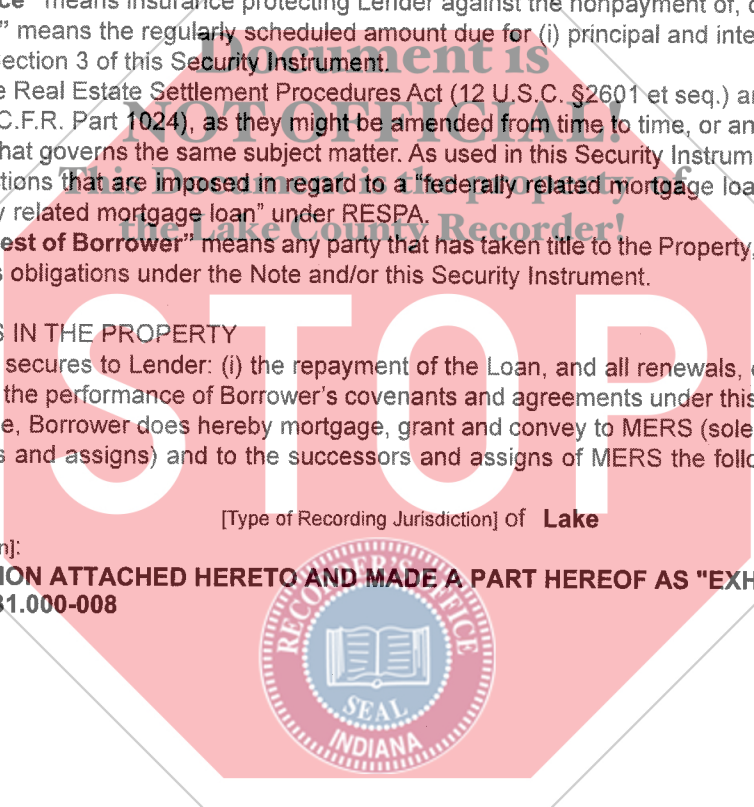 ce" means insurance protecting Lender against the nonpayment of, o
" means the regularly scheduled amount due for (i) principal and inte
ection 3 of this Security Instrument.
e Real Estate Settlement Procedures Act (12 U.S.C. §2601 et seq.) a
C.F.R. Part 1024), as they might be amended from time to time, or an
hat governs the same subject matter. As used in this Security Instrum
tions that are imposed in regard to a "federally related mortgage loa
y related mortgage loan" under RESPA.
est of Borrower" means any party that has taken title to the Property,
s obligations under the Note and/or this Security Instrument.
Document is
NOT OFFICIAL!
This Document is the property of
the Lake County Recorder!
STOP
S IN THE PROPERTY
secures to Lender: (i) the repayment of the Loan, and all renewals,
the performance of Borrower's covenants and agreements under this
e, Borrower does hereby mortgage, grant and convey to MERS (sole
s and assigns) and to the successors and assigns of MERS the follo
[Type of Recording Jurisdiction] of Lake
n]:
ION ATTACHED HERETO AND MADE A PART HEREOF AS "EXH
31.000-008
RECORDER'S OFFICE
SEAL
INDIANA